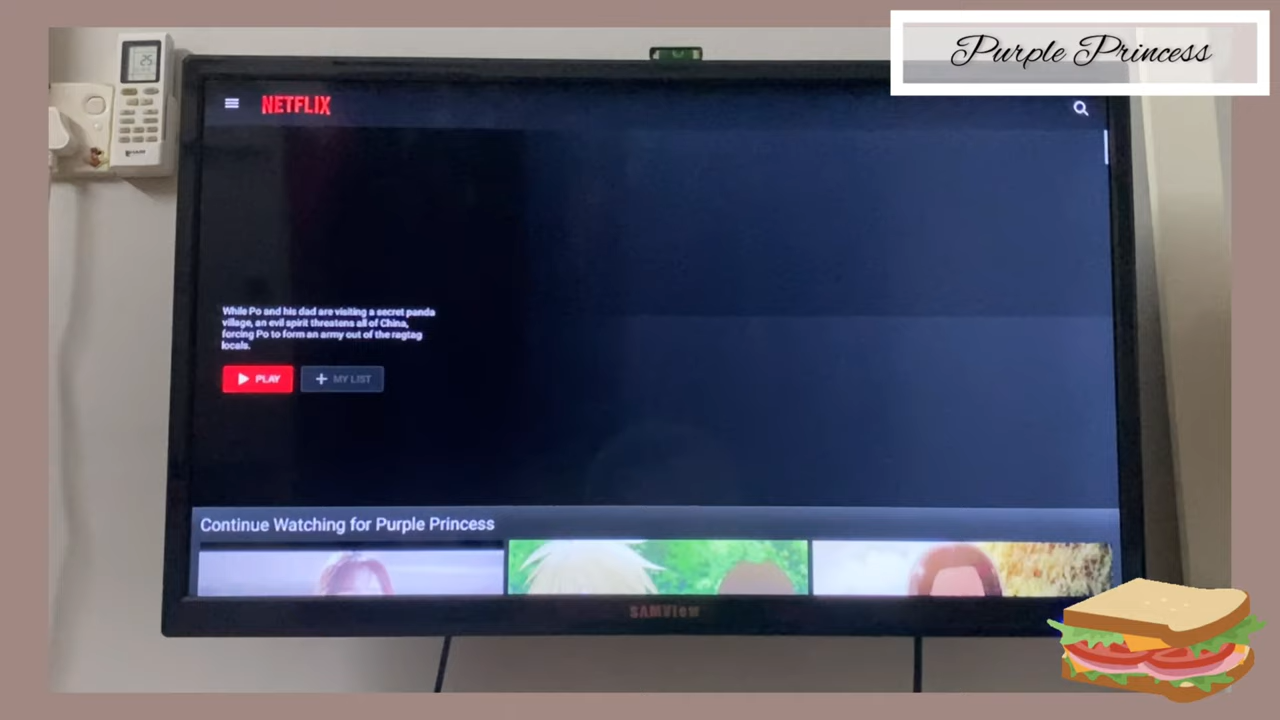 Purple Princess
25
NETFLIX
While Po and his dad are visiting a secret panda
village, an evil spirit threatens all of China,
forcing Po to form an army out of the ragtag
locals.
PLAY
MY LIST
Continue Watching for Purple Princess
SAMView